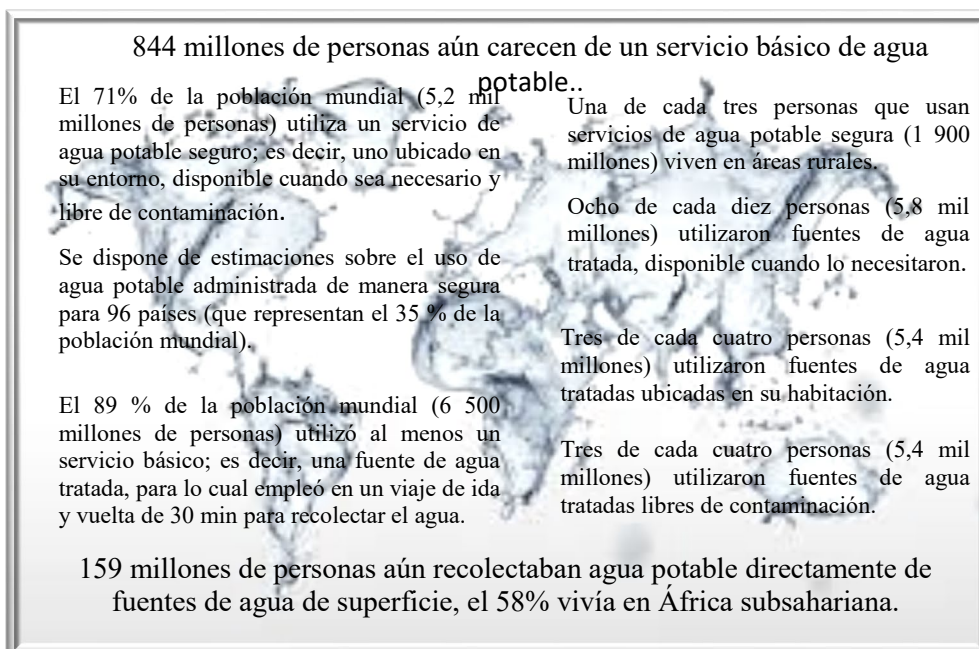 844 millones de personas aún carecen de un servicio básico de agua
potable..
El 71% de la población mundial (5,2 mil
millones de personas) utiliza un servicio de
agua potable seguro; es decir, uno ubicado en
su entorno, disponible cuando sea necesario y
libre de contaminación.
Se dispone de estimaciones sobre el uso de
agua potable administrada de manera segura
para 96 países (que representan el 35 % de la
población mundial).
El 89 % de la población mundial (6 500
millones de personas) utilizó al menos un
servicio básico; es decir, una fuente de agua
tratada, para lo cual empleó en un viaje de ida
y vuelta de 30 min para recolectar el agua.
Una de cada tres personas que usan
servicios de agua potable segura (1 900
millones) viven en áreas rurales.
Ocho de cada diez personas (5,8 mil
millones) utilizaron fuentes de agua
tratada, disponible cuando lo necesitaron.
Tres de cada cuatro personas (5,4 mil
millones) utilizaron fuentes de agua
tratadas ubicadas en su habitación.
Tres de cada cuatro personas (5,4 mil
millones) utilizaron fuentes de agua
tratadas libres de contaminación.
159 millones de personas aún recolectaban agua potable directamente de
fuentes de agua de superficie, el 58% vivía en África subsahariana.